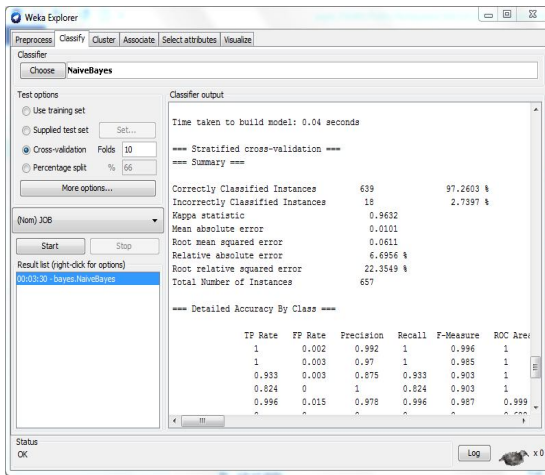 Weka Explorer
Preprocess Classify Cluster Associate Select attributes Visualize
Classifier
Choose NaiveBayes
Test options
Use training set
Supplied test set Set...
Cross-validation Folds 10
Percentage split % 66
More options...
(Nom) JOB
Start Stop
Result list (right-click for options)
00:03:30 - bayes.NaiveBayes
Classifier output
Time taken to build model: 0.04 seconds
=== Stratified cross-validation ===
=== Summary ===
Correctly Classified Instances 639 97.2603 %
Incorrectly Classified Instances 18 2.7397 %
Kappa statistic 0.9632
Mean absolute error 0.0101
Root mean squared error 0.0611
Relative absolute error 6.6956 %
Root relative squared error 22.3549 %
Total Number of Instances 657
=== Detailed Accuracy By Class ===
TP Rate FP Rate Precision Recall F-Measure ROC Area
1 0.002 0.992 1 0.996 1
1 0.003 0.97 1 0.985 1
0.933 0.003 0.875 0.933 0.903 1
0.824 0 1 0.824 0.903 1
0.996 0.015 0.978 0.996 0.987 0.999
Status
OK
Log
x 0